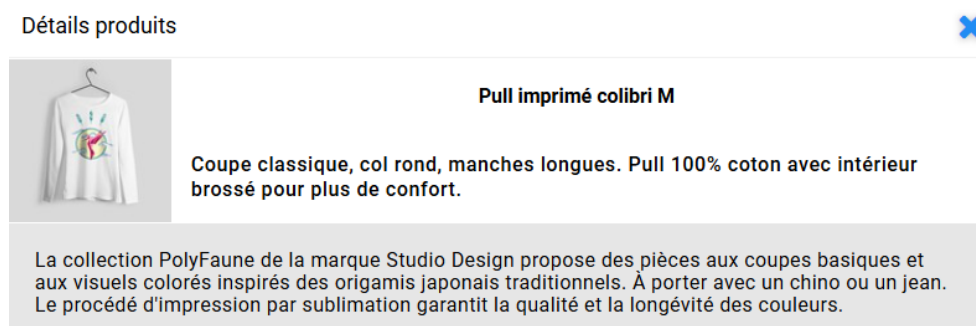 Détails produits
Pull imprimé colibri M
Coupe classique, col rond, manches longues. Pull 100% coton avec intérieur
brossé pour plus de confort.
La collection PolyFaune de la marque Studio Design propose des pièces aux coupes basiques et
aux visuels colorés inspirés des origamis japonais traditionnels. À porter avec un chino ou un jean.
Le procédé d'impression par sublimation garantit la qualité et la longévité des couleurs.